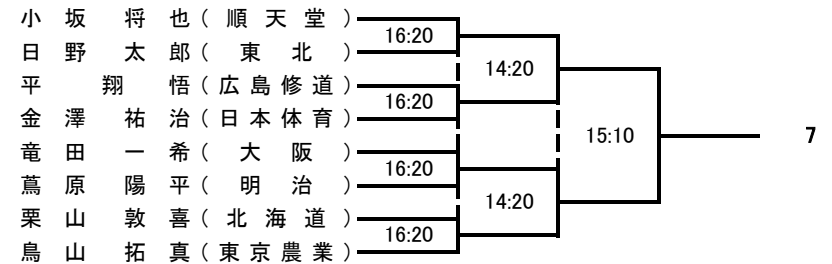 小坂 将也(順天堂)
16:20
日野 太郎(東北)
14:20
平 翔悟(広島修道)
16:20
金澤 祐治(日本体育)
15:10 7
竜田 一希(大阪)
16:20
蔦原 陽平(明治)
14:20
栗山 敦喜(北海道)
16:20
鳥山 拓真(東京農業)